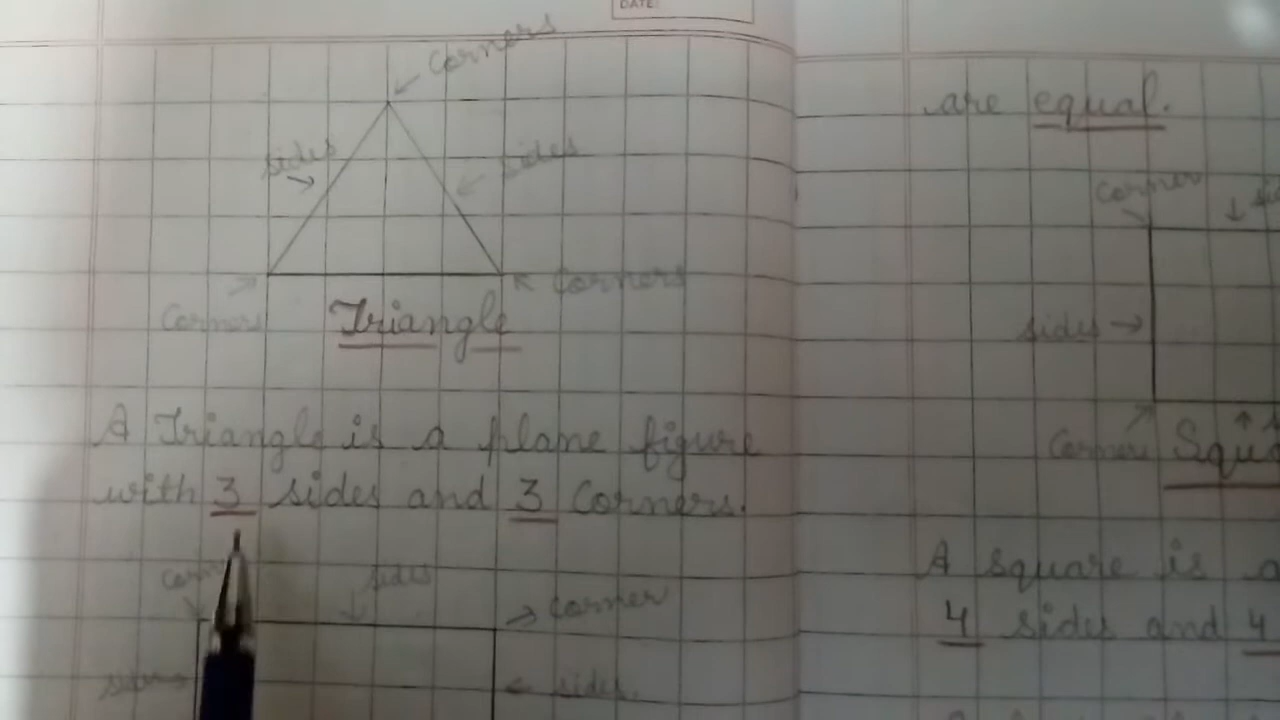 DATE:
Corners
sides
sides
Corners
Corners
Triangle
A Triangle is a plane figure
with 3 sides and 3 Corners.
sides
corner
sides
are equal.
Corner
sides
Corner
A square is a
4 sides and 4